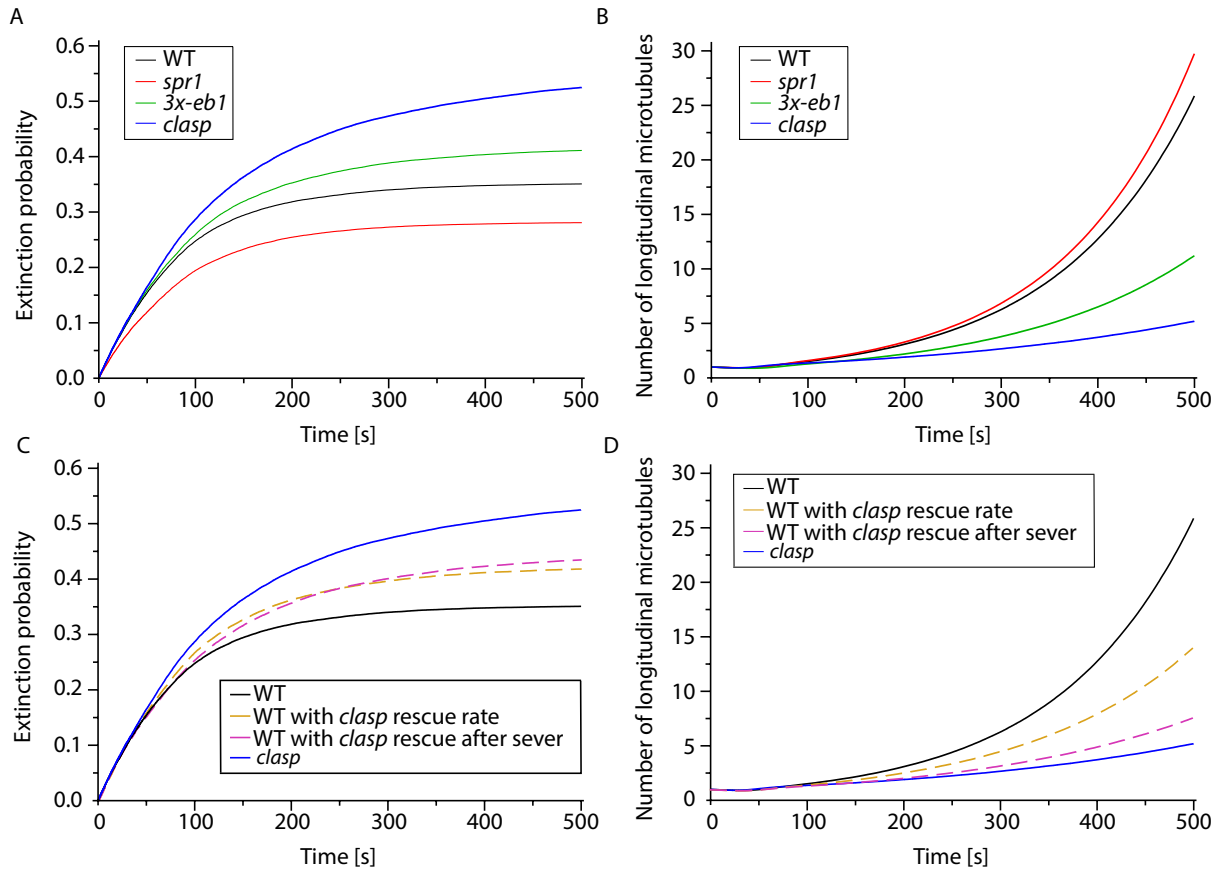 A
Extinction probability
0.6
0.5
0.4
0.3
0.2
0.1
0.0
WT
spr1
3x-eb1
clasp
0 100 200 300 400 500
Time [s]
B
Number of longitudinal microtubules
30
25
20
15
10
5
0
WT
spr1
3x-eb1
clasp
0 100 200 300 400 500
Time [s]
C
Extinction probability
0.6
0.5
0.4
0.3
0.2
0.1
0.0
WT
WT with clasp rescue rate
WT with clasp rescue after sever
clasp
0 100 200 300 400 500
Time [s]
D
Number of longitudinal microtubules
30
25
20
15
10
5
0
WT
WT with clasp rescue rate
WT with clasp rescue after sever
clasp
0 100 200 300 400 500
Time [s]